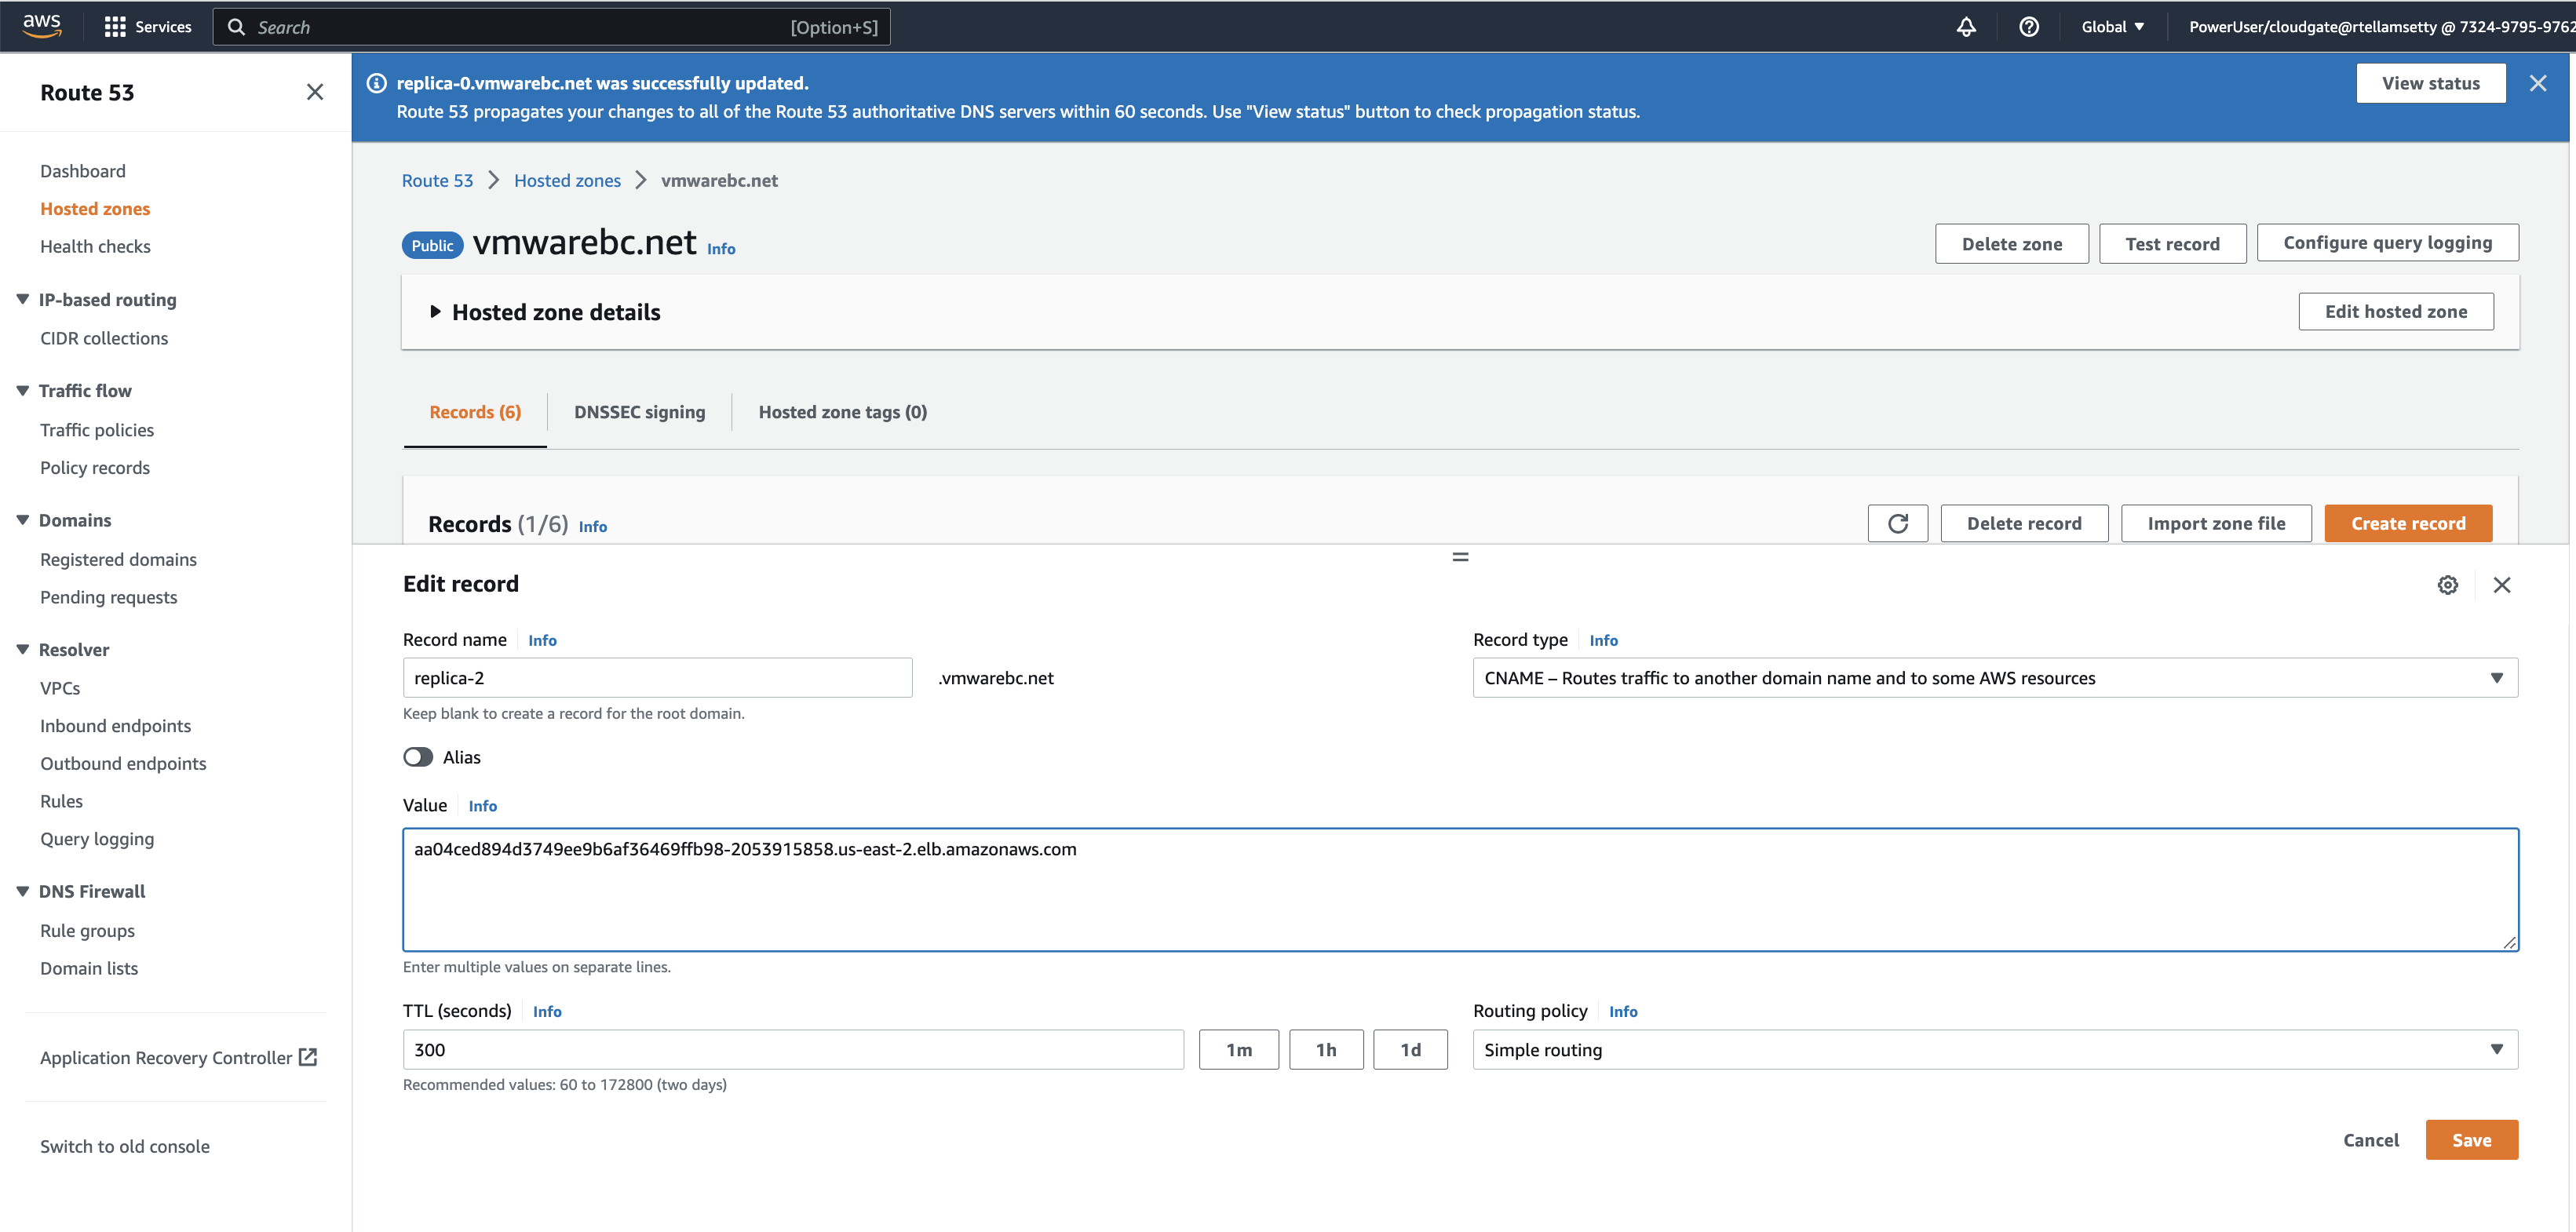 aws
Services
Search
[Option+S]
Global
PowerUser/cloudgate@rtellamsetty @ 7324-9795-9762
Route 53
Dashboard
Hosted zones
Health checks
IP-based routing
CIDR collections
Traffic flow
Traffic policies
Policy records
Domains
Registered domains
Pending requests
Resolver
VPCs
Inbound endpoints
Outbound endpoints
Rules
Query logging
DNS Firewall
Rule groups
Domain lists
Application Recovery Controller
Switch to old console
replica-0.vmwarebc.net was successfully updated.
Route 53 propagates your changes to all of the Route 53 authoritative DNS servers within 60 seconds. Use "View status" button to check propagation status.
View status
Route 53 Hosted zones vmwarebc.net
Public vmwarebc.net Info
Delete zone Test record Configure query logging
Hosted zone details
Edit hosted zone
Records (6) DNSSEC signing Hosted zone tags (0)
Records (1/6) Info
Delete record Import zone file Create record
Edit record
Record name Info
replica-2 .vmwarebc.net
Keep blank to create a record for the root domain.
Record type Info
CNAME – Routes traffic to another domain name and to some AWS resources
Alias
Value Info
aa04ced894d3749ee9b6af36469ffb98-2053915858.us-east-2.elb.amazonaws.com
Enter multiple values on separate lines.
TTL (seconds) Info
300 1m 1h 1d
Recommended values: 60 to 172800 (two days)
Routing policy Info
Simple routing
Cancel Save